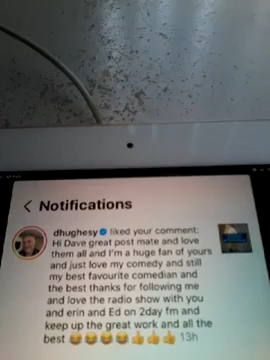 < Notifications
dhughesy liked your comment:
Hi Dave great post mate and love
them all and I'm a huge fan of yours
and just love my comedy and still
my best favourite comedian and
the best thanks for following me
and love the radio show with you
and erin and Ed on 2day fm and
keep up the great work and all the
best 😂😂😂😂👍👍👍 13h